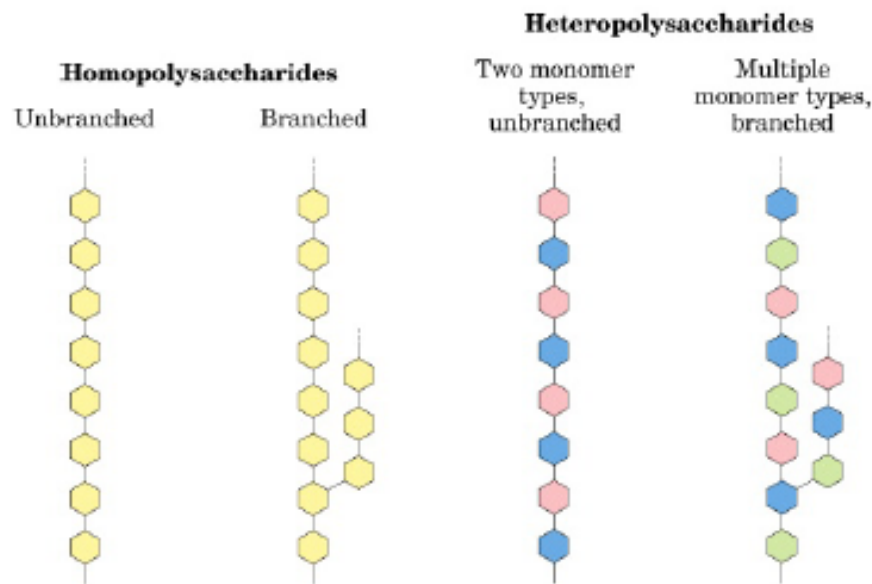 Homopolysaccharides
Unbranched
Branched
Heteropolysaccharides
Two monomer
types,
unbranched
Multiple
monomer types,
branched